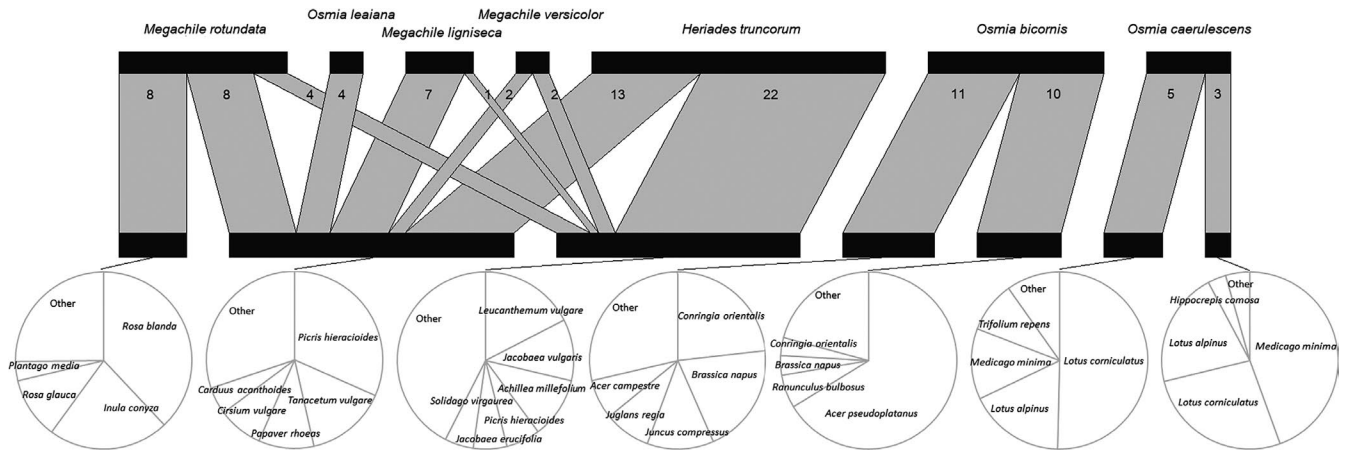 Megachile rotundata
Osmia leaiana
Megachile ligniseca
Megachile versicolor
Heriades truncorum
Osmia bicornis
Osmia caerulescens
8
8
4
4
7
1
2
2
13
22
11
10
5
3
Other
Rosa blanda
Plantago media
Rosa glauca
Inula conyza
Other
Picris hieracioides
Carduus acanthoides
Cirsium vulgare
Tanacetum vulgare
Papaver rhoeas
Other
Leucanthemum vulgare
Jacobaea vulgaris
Achillea millefolium
Solidago virgaurea
Picris hieracioides
Jacobaea erucifolia
Other
Conringia orientalis
Brassica napus
Acer campestre
Juglans regia
Juncus compressus
Other
Conringia orientalis
Brassica napus
Ranunculus bulbosus
Acer pseudoplatanus
Other
Trifolium repens
Medicago minima
Lotus corniculatus
Lotus alpinus
Other
Hippocrepis comosa
Lotus alpinus
Medicago minima
Lotus corniculatus